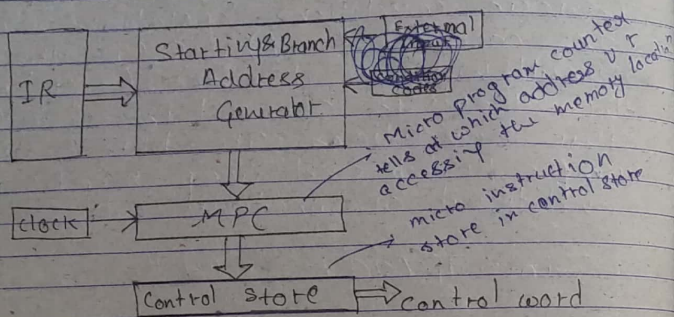 IR
Starting & Branch
Address
Generator
External
Codes
Micro program counter
tells at which address u r
accessing the memory location
clock
MPC
micro instruction
store in control store
Control store
Control word